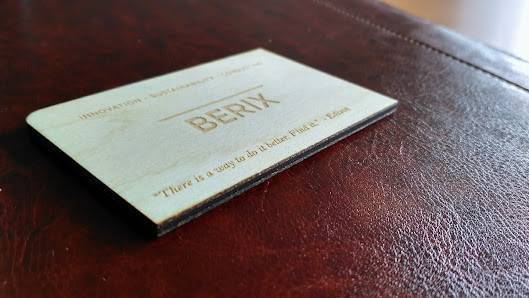 INNOVATION - SUSTAINABILITY - CONSULTING
BERIX
"There is a way to do it better. Find it." - Edison